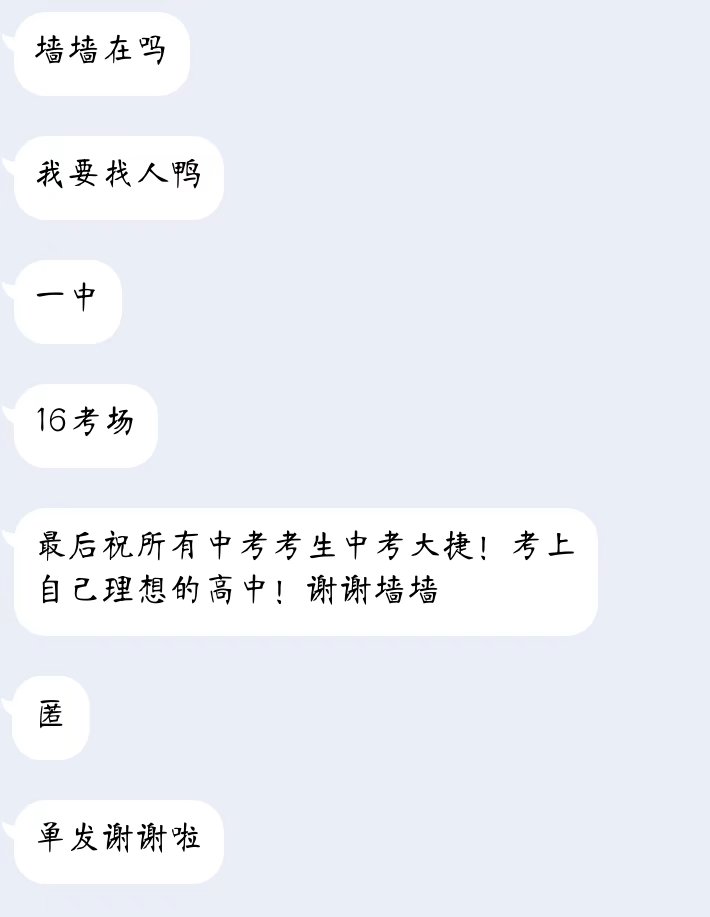 墙墙在吗
我要找人鸭
一中
16考场
最后祝所有中考考生中考大捷！考上
自己理想的高中！谢谢墙墙
匿
单发谢谢啦